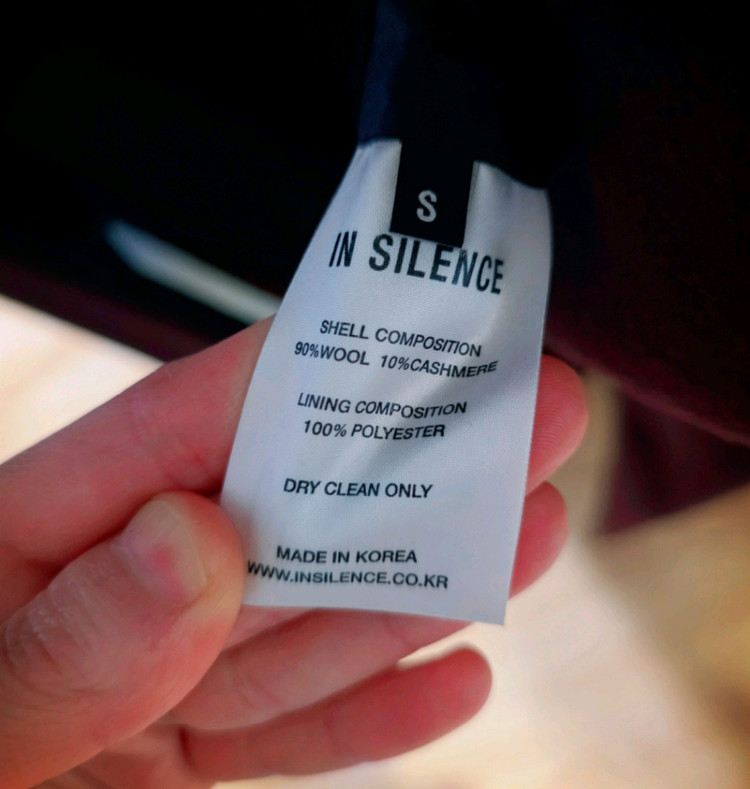 S
IN SILENCE
SHELL COMPOSITION
90%WOOL 10%CASHMERE
LINING COMPOSITION
100% POLYESTER
DRY CLEAN ONLY
MADE IN KOREA
WWW.INSILENCE.CO.KR